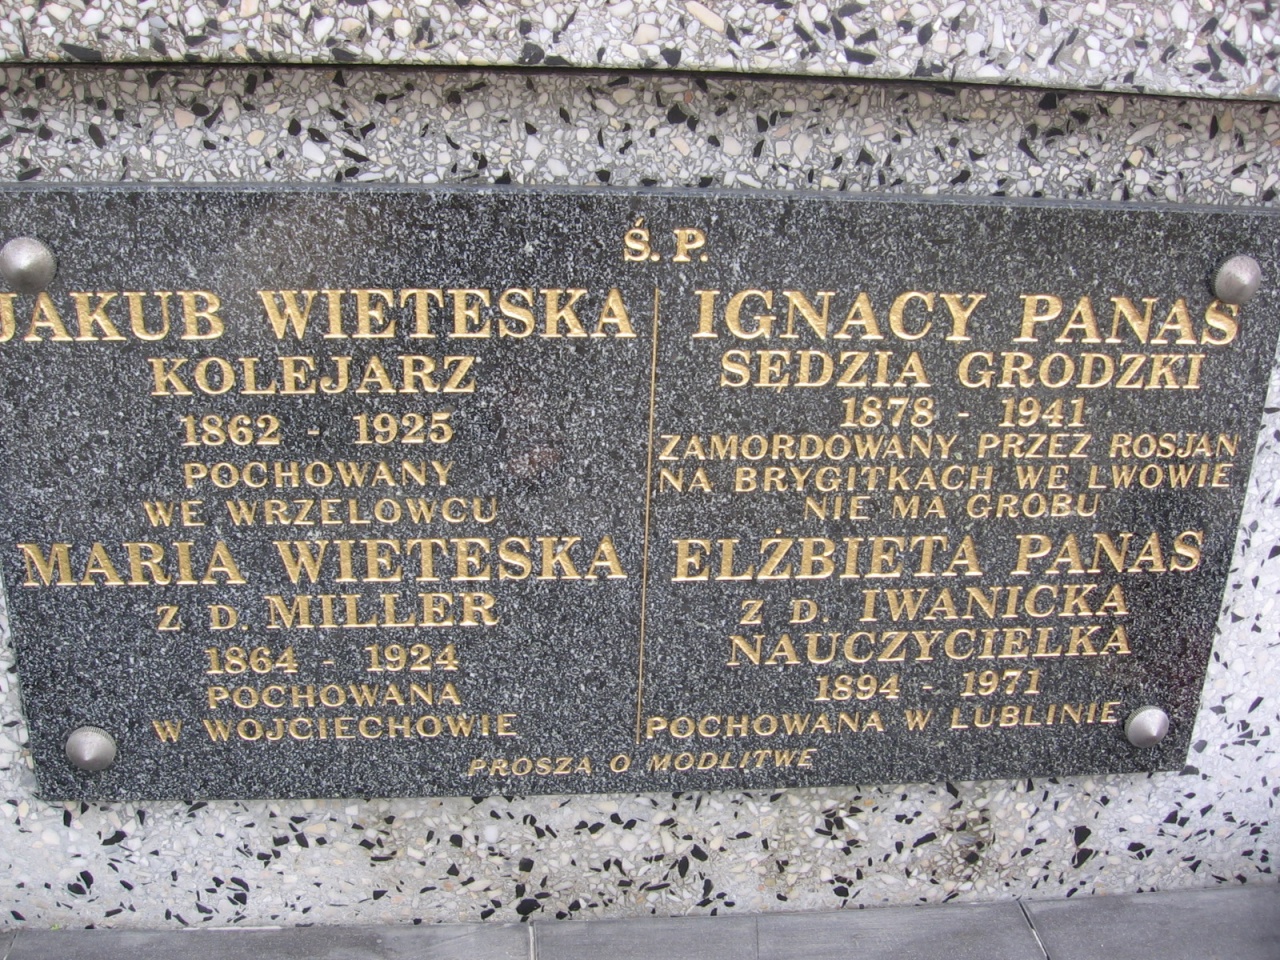 Ś. P.
JAKUB WIETESKA
KOLEJARZ
1862 - 1925
POCHOWANY
WE WRZELOWCU
MARIA WIETESKA
Z D. MILLER
1864 - 1924
POCHOWANA
W WOJCIECHOWIE
IGNACY PANAS
SĘDZIA GRODZKI
1878 - 1941
ZAMORDOWANY PRZEZ ROSJAN
NA BRYGITKACH WE LWOWIE
NIE MA GROBU
ELŻBIETA PANAS
Z D. IWANICKA
NAUCZYCIELKA
1894 - 1971
POCHOWANA W LUBLINIE
PROSZĄ O MODLITWĘ